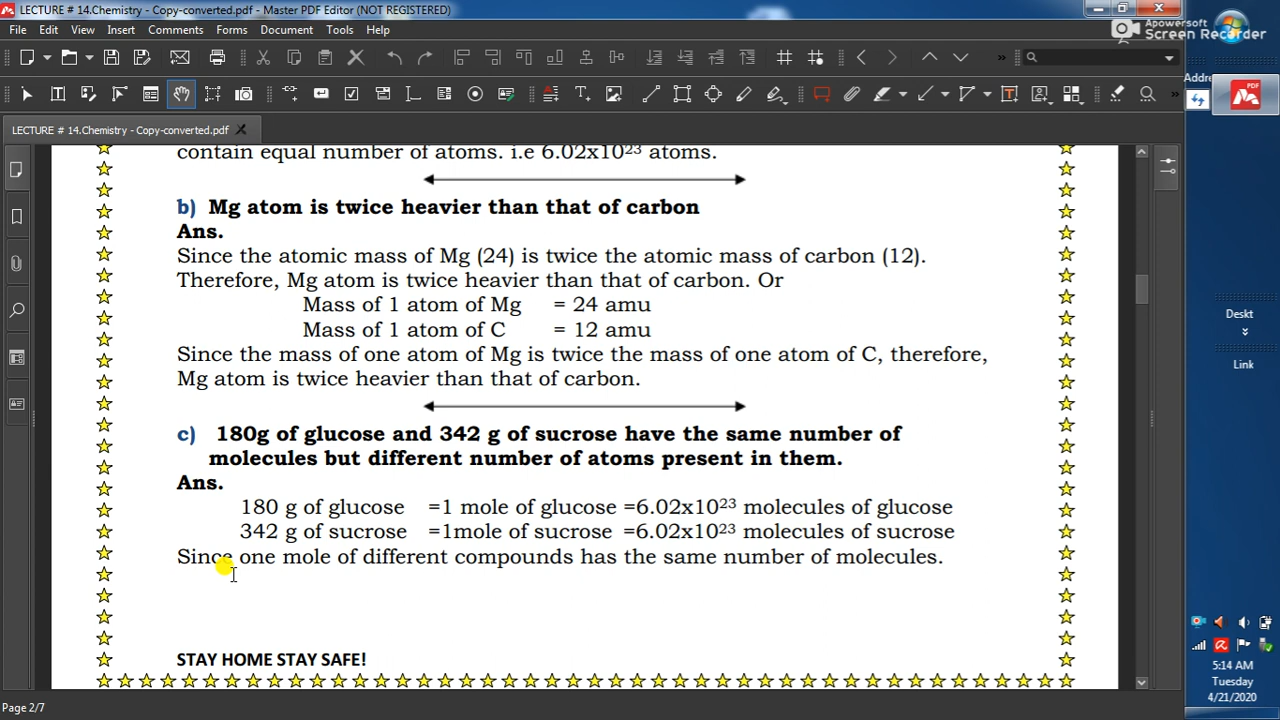 LECTURE # 14.Chemistry - Copy-converted.pdf - Master PDF Editor (NOT REGISTERED)
Apowersoft
Screen Recorder
File Edit View Insert Comments Forms Document Tools Help
Addre
PDF
LECTURE # 14.Chemistry - Copy-converted.pdf
contain equal number of atoms. i.e 6.02x10²³ atoms.
b) Mg atom is twice heavier than that of carbon
Ans.
Since the atomic mass of Mg (24) is twice the atomic mass of carbon (12).
Therefore, Mg atom is twice heavier than that of carbon. Or
Mass of 1 atom of Mg = 24 amu
Mass of 1 atom of C = 12 amu
Since the mass of one atom of Mg is twice the mass of one atom of C, therefore,
Mg atom is twice heavier than that of carbon.
c) 180g of glucose and 342 g of sucrose have the same number of
molecules but different number of atoms present in them.
Ans.
180 g of glucose =1 mole of glucose =6.02x10²³ molecules of glucose
342 g of sucrose =1mole of sucrose =6.02x10²³ molecules of sucrose
Since one mole of different compounds has the same number of molecules.
STAY HOME STAY SAFE!
Deskt
Link
5:14 AM
Tuesday
4/21/2020
Page 2/7